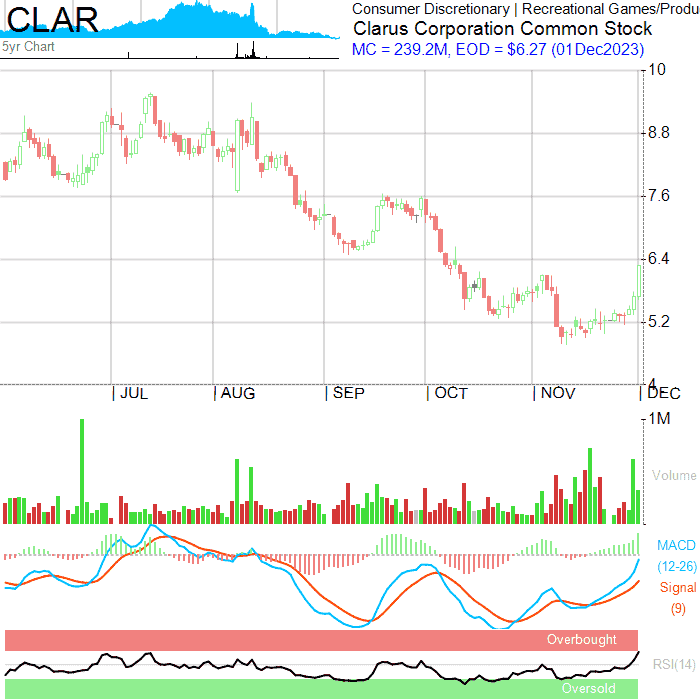 CLAR
5yr Chart
Consumer Discretionary | Recreational Games/Produ
Clarus Corporation Common Stock
MC = 239.2M, EOD = $6.27 (01Dec2023)
10
8.8
7.6
6.4
5.2
4
JUL
AUG
SEP
OCT
NOV
DEC
1M
Volume
MACD
(12-26)
Signal
(9)
Overbought
RSI(14)
Oversold